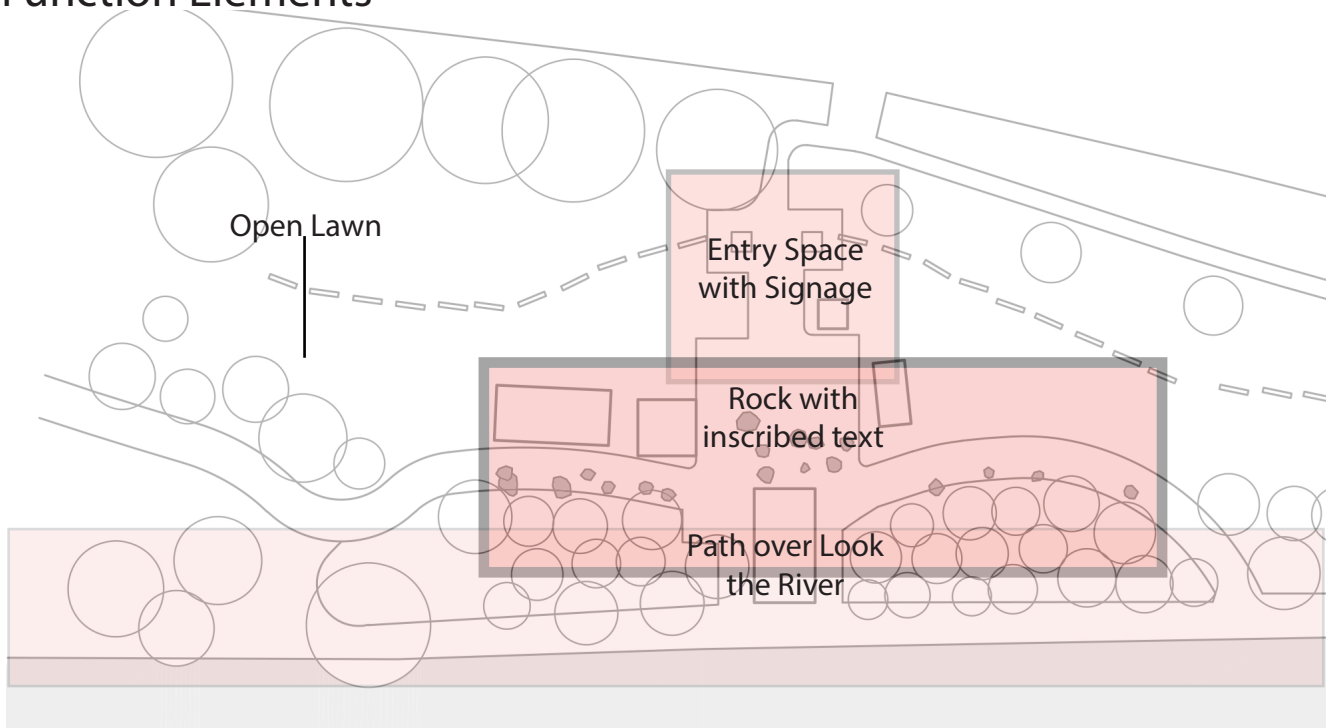 Function Elements
Open Lawn
Entry Space
with Signage
Rock with
inscribed text
Path over Look
the River